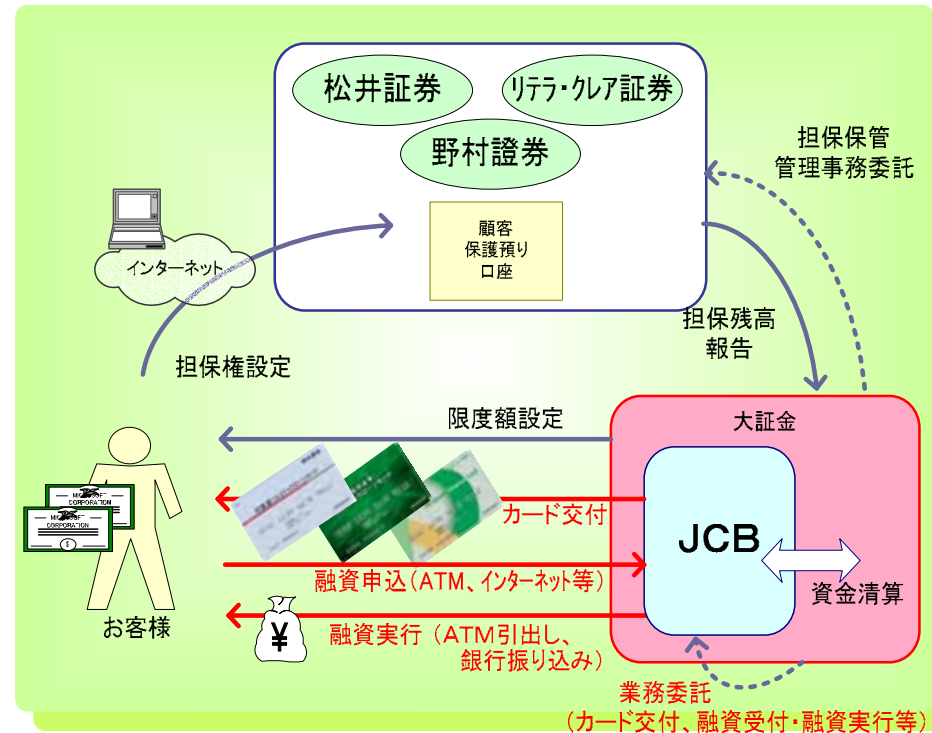 松井証券
リテラ・クレア証券
野村證券
担保保管
管理事務委託
顧客
保護預り
口座
インターネット
担保残高
報告
担保権設定
限度額設定
大証金
MICROSOFT
CORPORATION
MICROSOFT
CORPORATION
$
カード交付
JCB
融資申込(ATM、インターネット等)
資金清算
お客様
¥
融資実行 (ATM引出し、
銀行振り込み)
業務委託
(カード交付、融資受付・融資実行等)